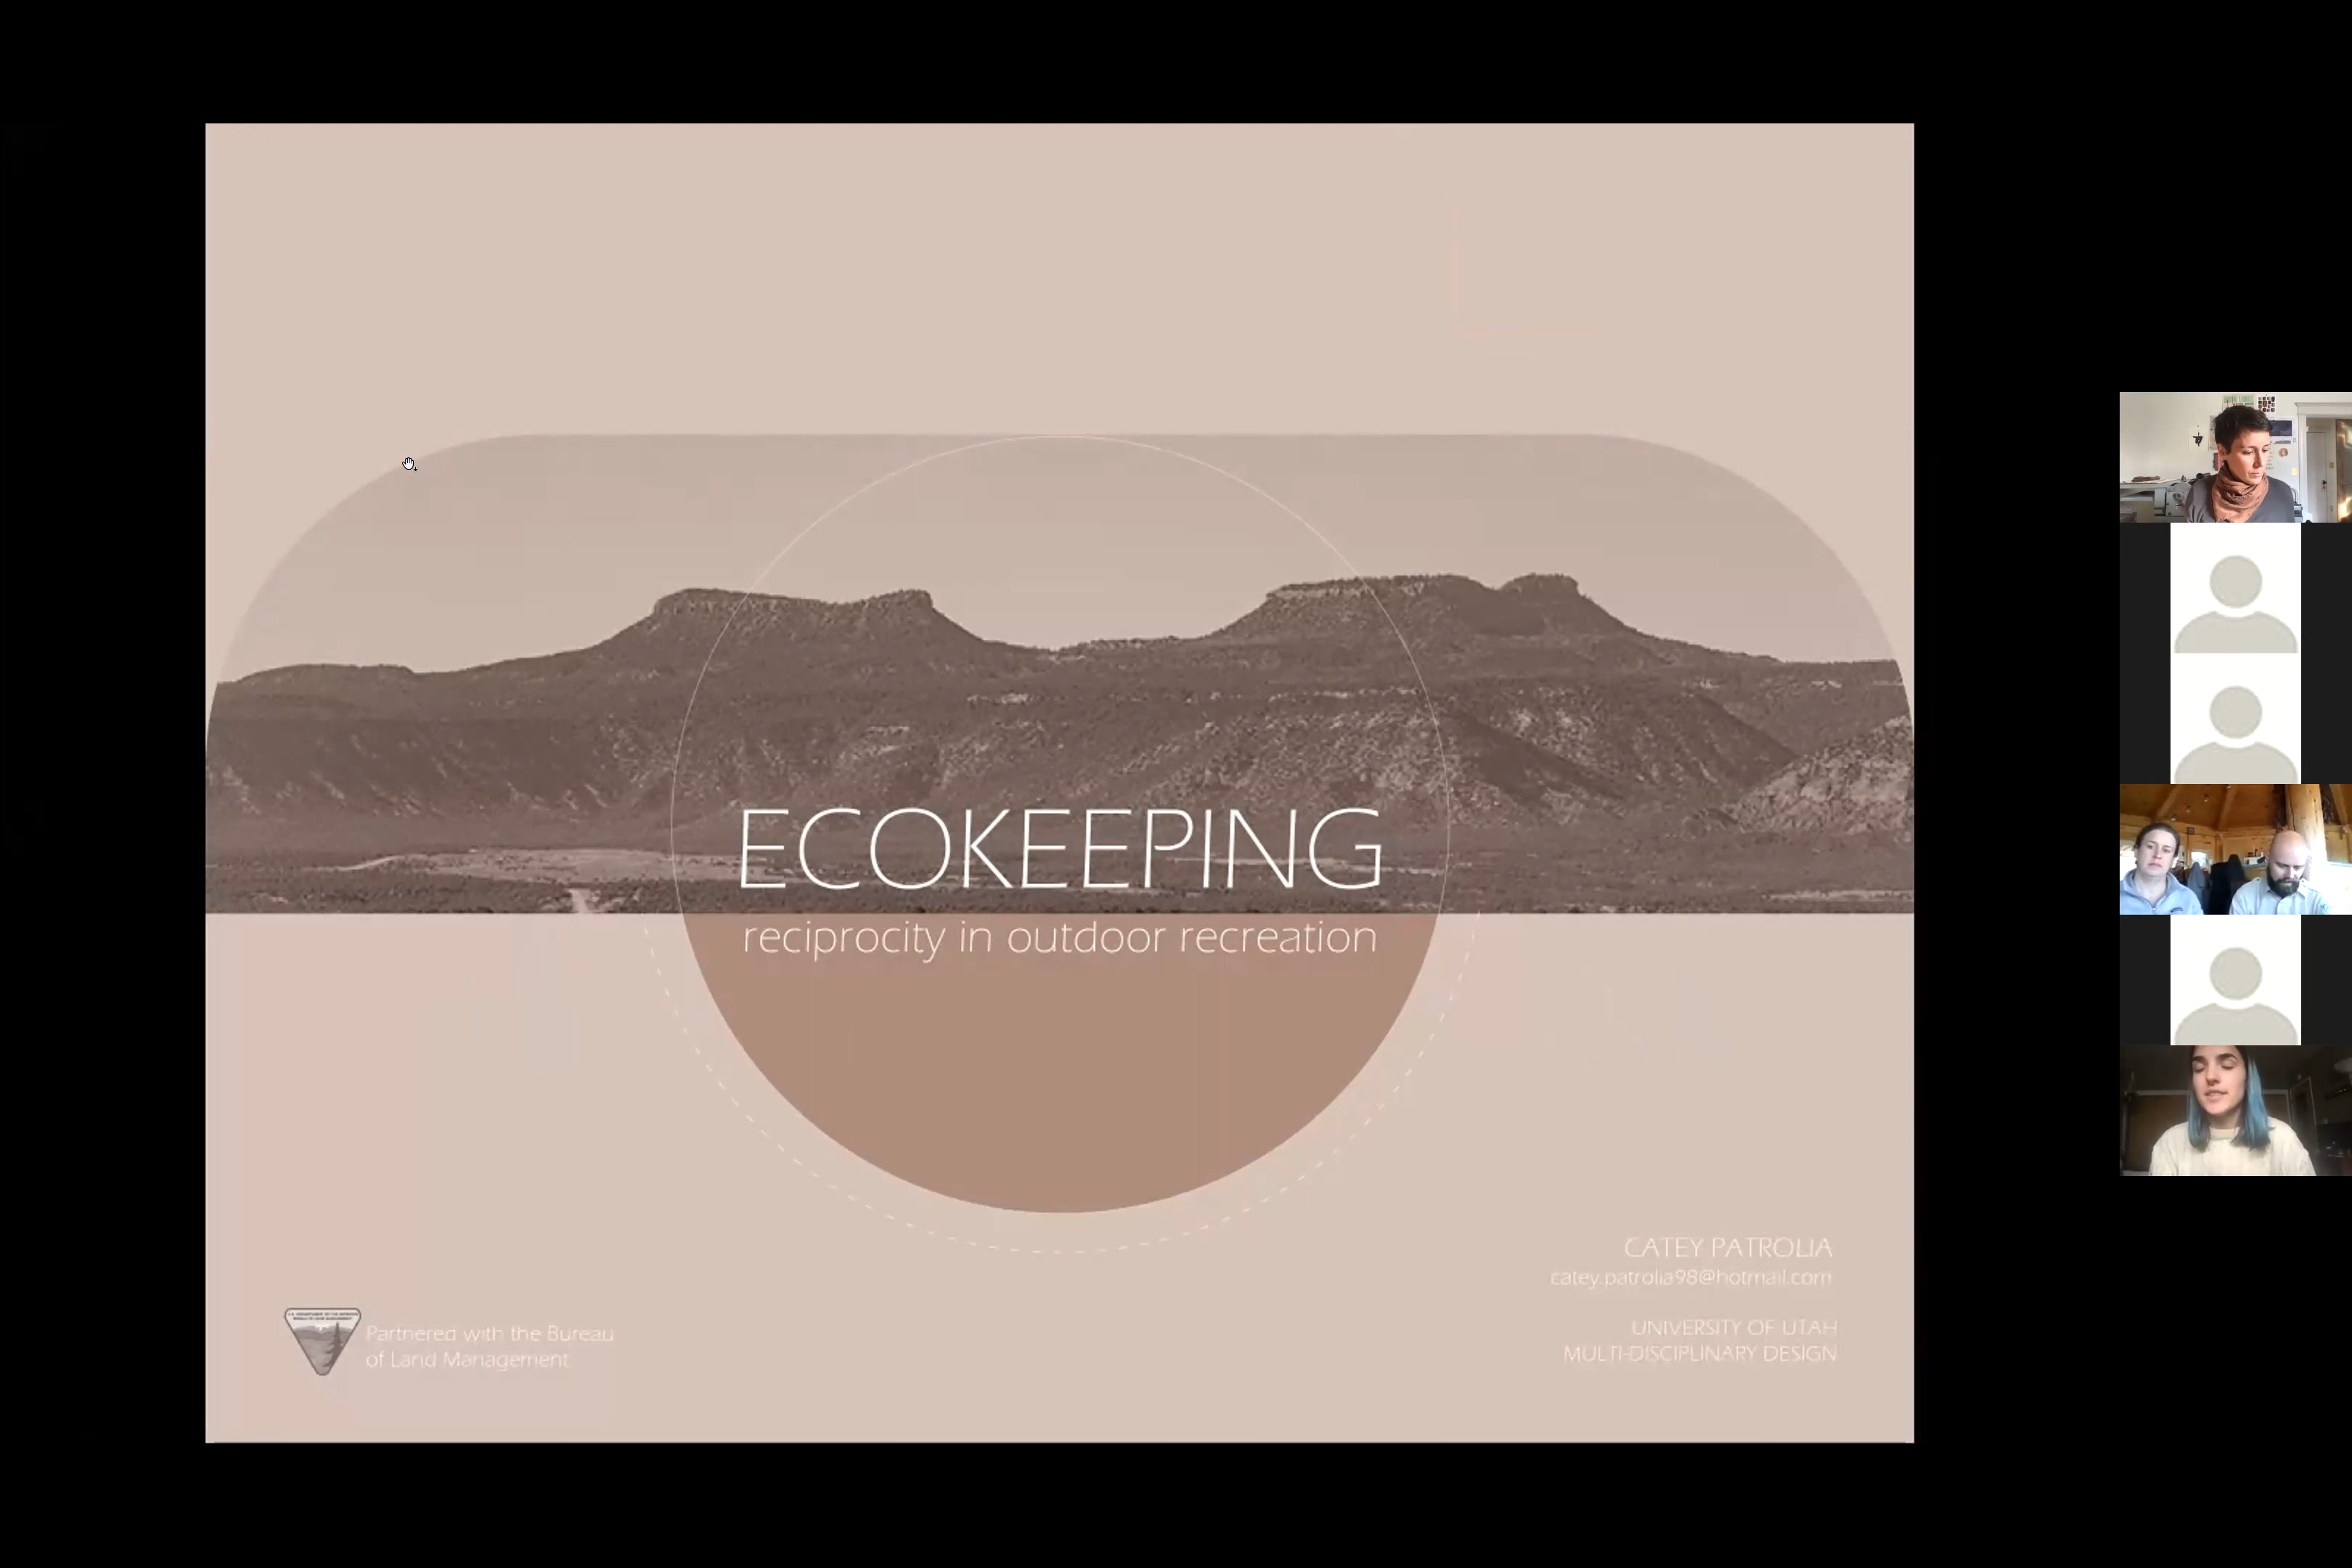 ECOKEEPING
reciprocity in outdoor recreation
CATEY PATROLIA
catey.patrolia98@hotmail.com
UNIVERSITY OF UTAH
MULTI-DISCIPLINARY DESIGN
Partnered with the Bureau
of Land Management